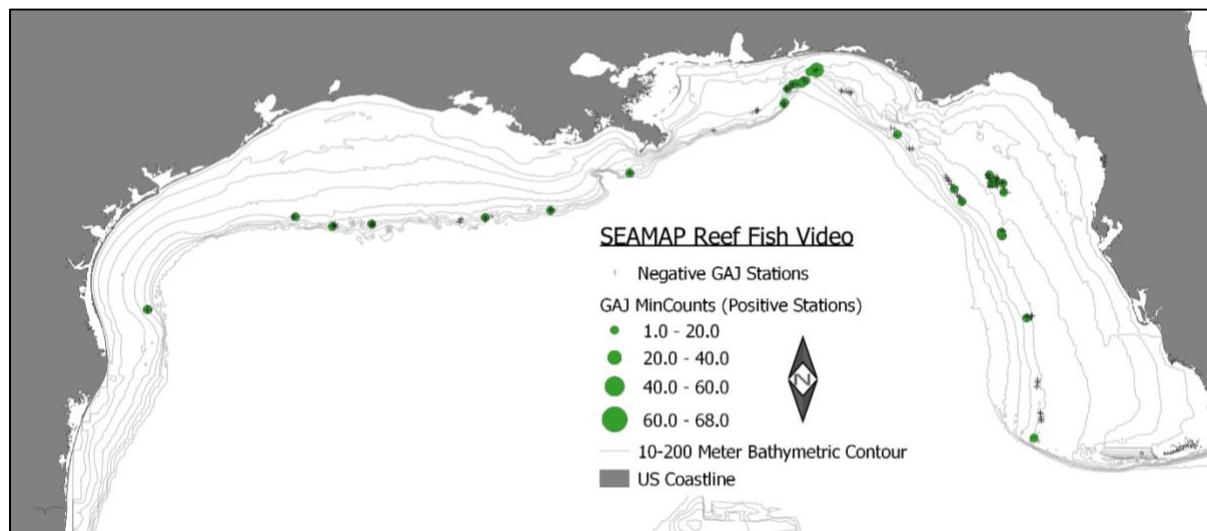 SEAMAP Reef Fish Video
Negative GAJ Stations
GAJ MinCounts (Positive Stations)
1.0 - 20.0
20.0 - 40.0
40.0 - 60.0
60.0 - 68.0
N
10-200 Meter Bathymetric Contour
US Coastline